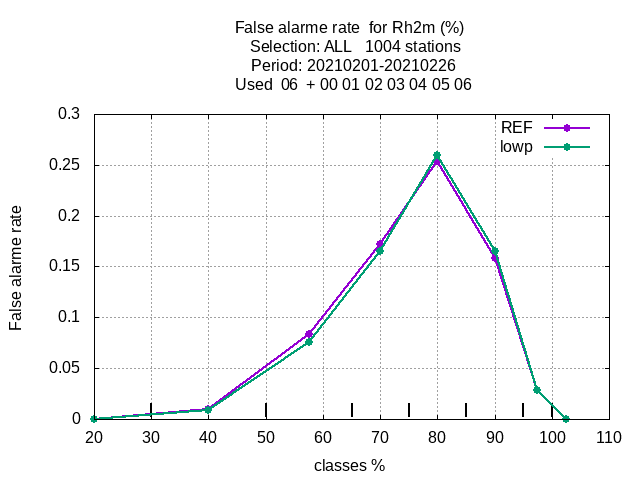 False alarme rate  for Rh2m (%)
Selection: ALL   1004 stations
Period: 20210201-20210226
Used  06  + 00 01 02 03 04 05 06
REF
lowp
0.3
0.25
0.2
0.15
0.1
0.05
0
False alarme rate
20 30 40 50 60 70 80 90 100 110
classes %